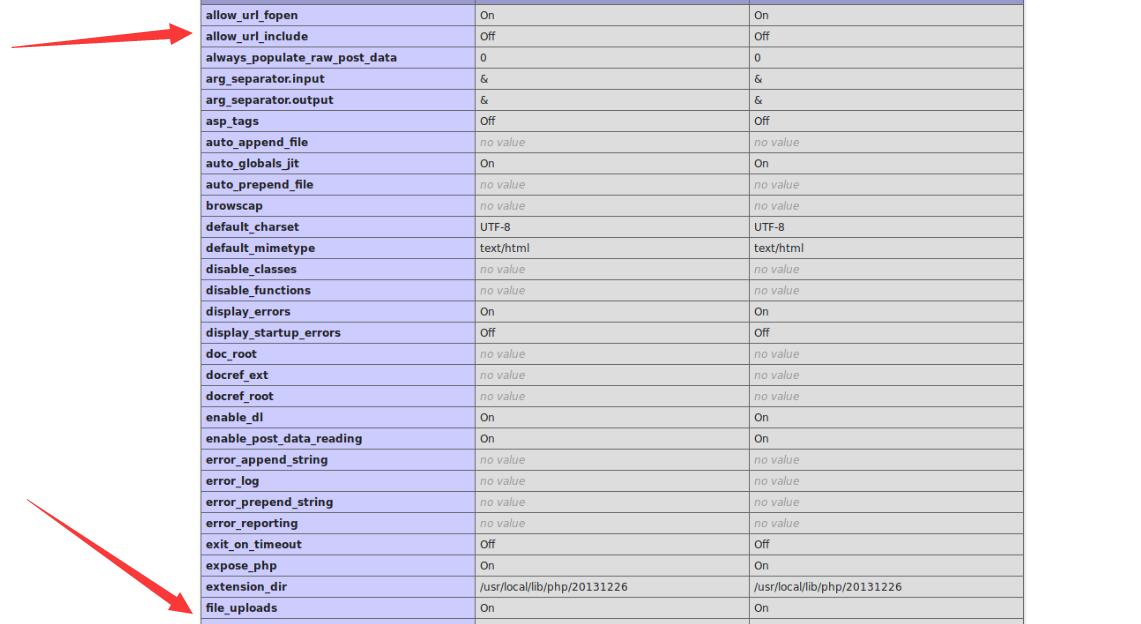 allow_url_fopen On On
allow_url_include Off Off
always_populate_raw_post_data 0 0
arg_separator.input & &
arg_separator.output & &
asp_tags Off Off
auto_append_file no value no value
auto_globals_jit On On
auto_prepend_file no value no value
browscap no value no value
default_charset UTF-8 UTF-8
default_mimetype text/html text/html
disable_classes no value no value
disable_functions no value no value
display_errors On On
display_startup_errors Off Off
doc_root no value no value
docref_ext no value no value
docref_root no value no value
enable_dl On On
enable_post_data_reading On On
error_append_string no value no value
error_log no value no value
error_prepend_string no value no value
error_reporting no value no value
exit_on_timeout Off Off
expose_php On On
extension_dir /usr/local/lib/php/20131226 /usr/local/lib/php/20131226
file_uploads On On